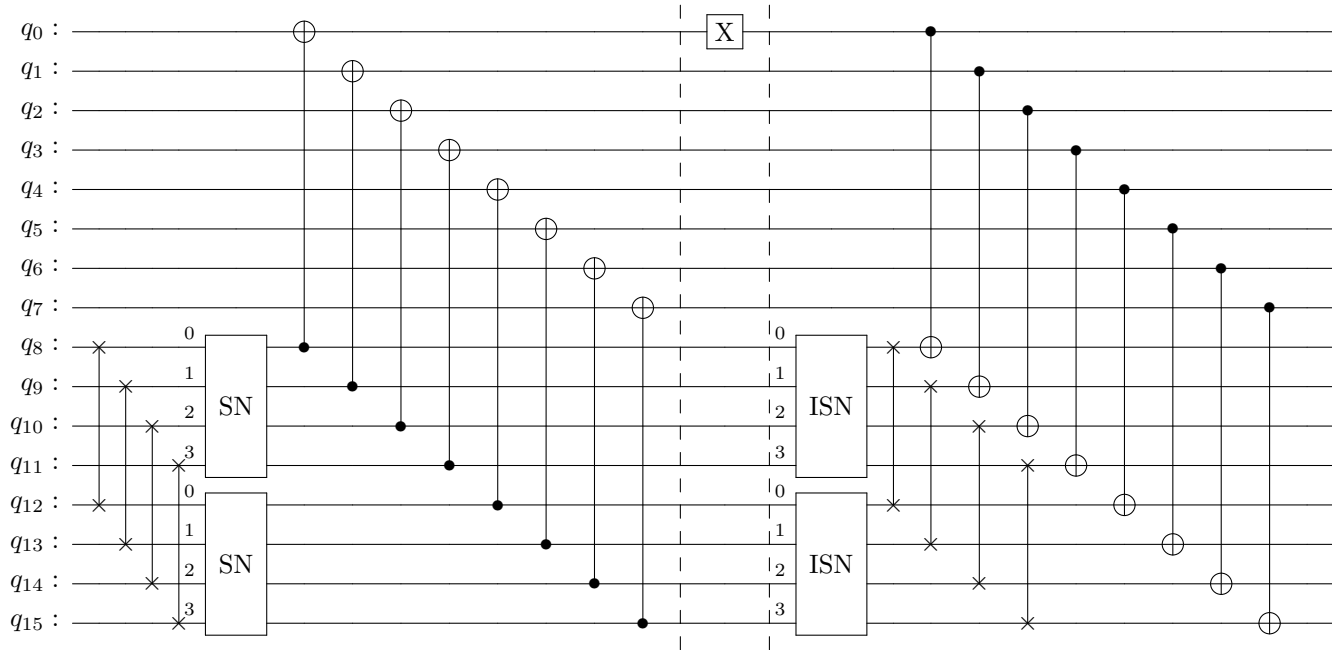 q0 : X
q1 :
q2 :
q3 :
q4 :
q5 :
q6 :
q7 :
q8 : 0 0
q9 : 1 1
SN ISN
q10 : 2 2
q11 : 3 3
q12 : 0 0
q13 : 1 1
SN ISN
q14 : 2 2
q15 : 3 3